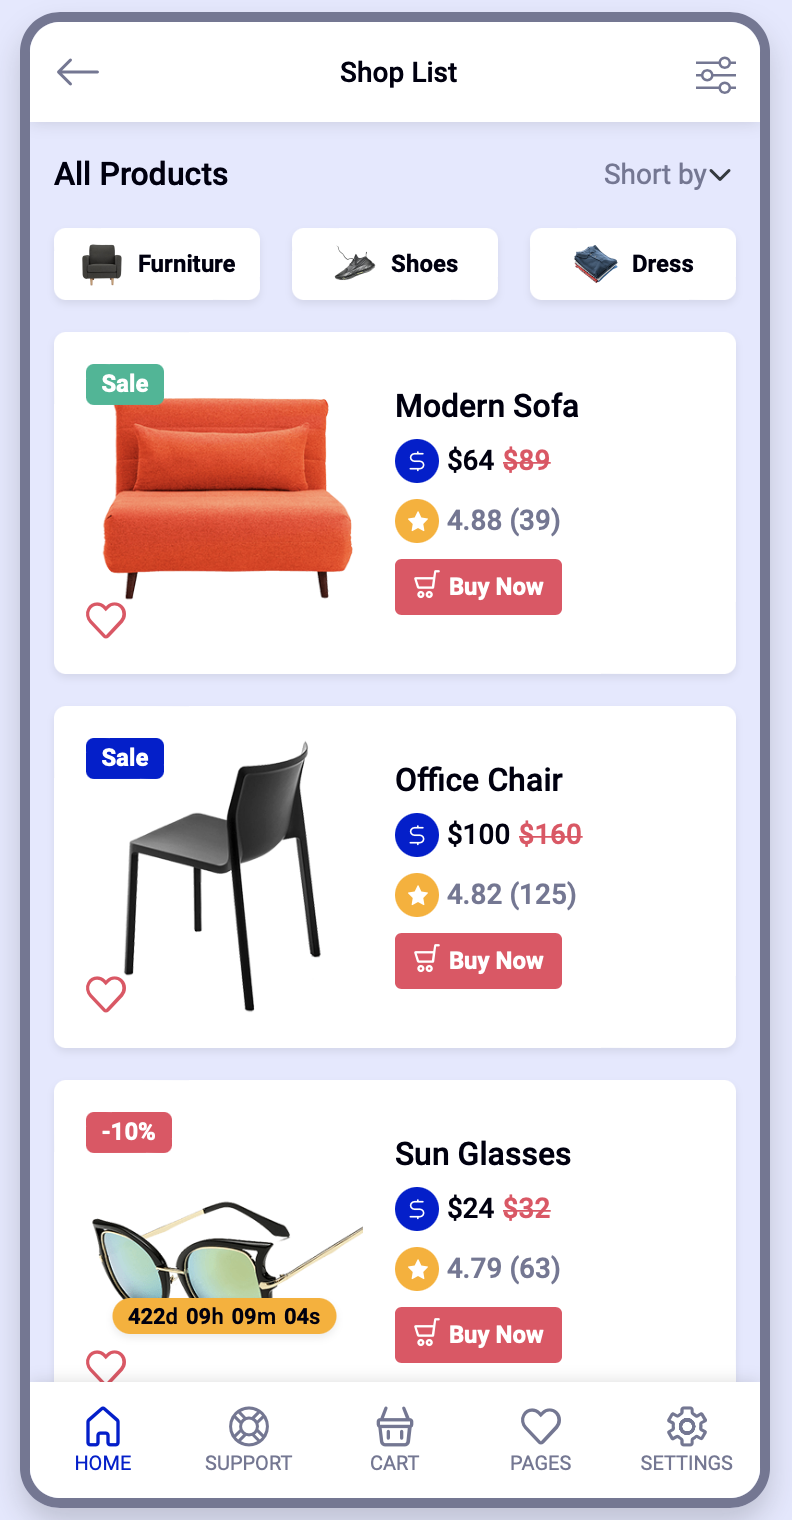 Shop List
All Products
Short by
Furniture
Shoes
Dress
Sale
Modern Sofa
$64 $89
4.88 (39)
Buy Now
Sale
Office Chair
$100 $160
4.82 (125)
Buy Now
-10%
Sun Glasses
$24 $32
4.79 (63)
422d 09h 09m 04s
Buy Now
HOME
SUPPORT
CART
PAGES
SETTINGS